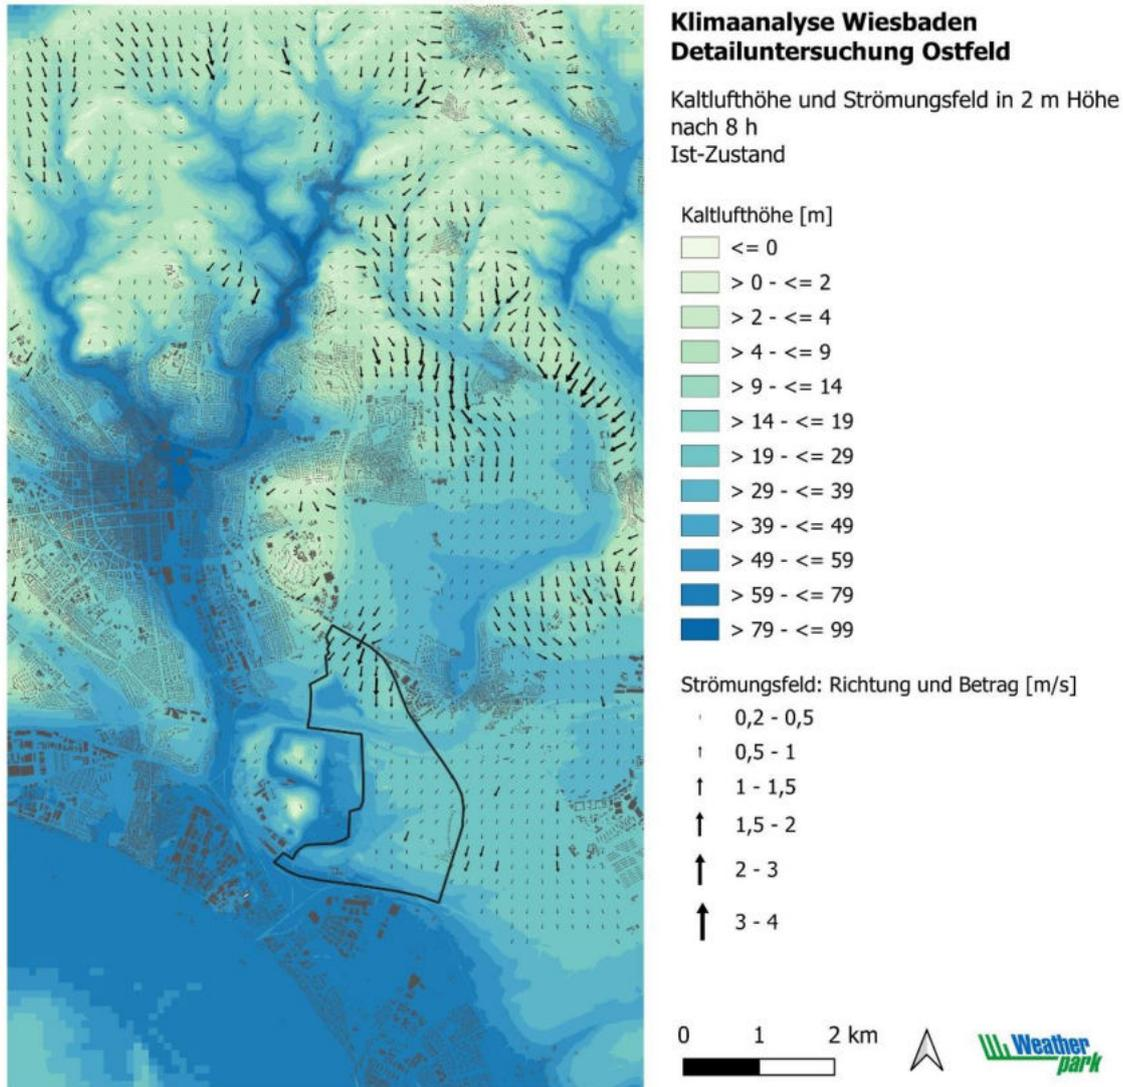 Klimaanalyse Wiesbaden
Detailuntersuchung Ostfeld
Kaltlufthöhe und Strömungsfeld in 2 m Höhe
nach 8 h
Ist-Zustand
Kaltlufthöhe [m]
<= 0
> 0 - <= 2
> 2 - <= 4
> 4 - <= 9
> 9 - <= 14
> 14 - <= 19
> 19 - <= 29
> 29 - <= 39
> 39 - <= 49
> 49 - <= 59
> 59 - <= 79
> 79 - <= 99
Strömungsfeld: Richtung und Betrag [m/s]
0,2 - 0,5
0,5 - 1
1 - 1,5
1,5 - 2
2 - 3
3 - 4
0 1 2 km
Weather
park